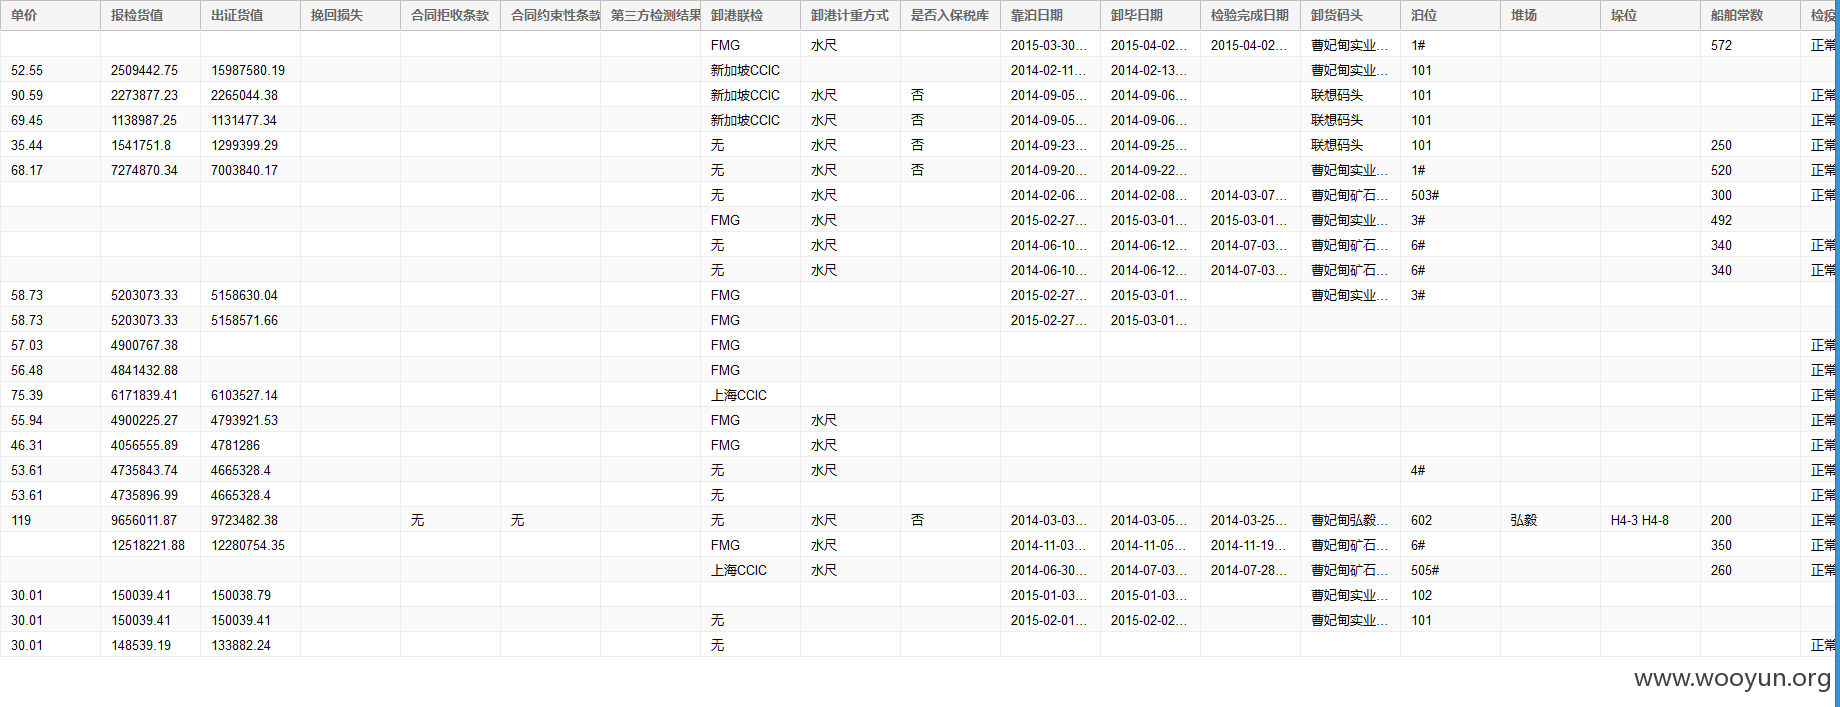 单价 报检货值 出证货值 挽回损失 合同拒收条款 合同约束性条款 第三方检测结果 卸港联检 卸港计重方式 是否入保税库 靠泊日期 卸毕日期 检验完成日期 卸货码头 泊位 堆场 垛位 船舶常数 检疫
FMG 水尺 2015-03-30... 2015-04-02... 2015-04-02... 曹妃甸实业... 1# 572 正常
52.55 2509442.75 15987580.19 新加坡CCIC 2014-02-11... 2014-02-13... 曹妃甸实业... 101
90.59 2273877.23 2265044.38 新加坡CCIC 水尺 否 2014-09-05... 2014-09-06... 联想码头 101 正常
69.45 1138987.25 1131477.34 新加坡CCIC 水尺 否 2014-09-05... 2014-09-06... 联想码头 101 正常
35.44 1541751.8 1299399.29 无 水尺 否 2014-09-23... 2014-09-25... 联想码头 101 250 正常
68.17 7274870.34 7003840.17 无 水尺 否 2014-09-20... 2014-09-22... 曹妃甸实业... 1# 520 正常
无 水尺 2014-02-06... 2014-02-08... 2014-03-07... 曹妃甸矿石... 503# 300 正常
FMG 水尺 2015-02-27... 2015-03-01... 2015-03-01... 曹妃甸实业... 3# 492
无 水尺 2014-06-10... 2014-06-12... 2014-07-03... 曹妃甸矿石... 6# 340 正常
无 水尺 2014-06-10... 2014-06-12... 2014-07-03... 曹妃甸矿石... 6# 340 正常
58.73 5203073.33 5158630.04 FMG 2015-02-27... 2015-03-01... 曹妃甸实业... 3#
58.73 5203073.33 5158571.66 FMG 2015-02-27... 2015-03-01...
57.03 4900767.38 FMG 正常
56.48 4841432.88 FMG 正常
75.39 6171839.41 6103527.14 上海CCIC 正常
55.94 4900225.27 4793921.53 FMG 水尺 正常
46.31 4056555.89 4781286 FMG 水尺 正常
53.61 4735843.74 4665328.4 无 水尺 4# 正常
53.61 4735896.99 4665328.4 无 正常
119 9656011.87 9723482.38 无 无 无 水尺 否 2014-03-03... 2014-03-05... 2014-03-25... 曹妃甸弘毅... 602 弘毅 H4-3 H4-8 200 正常
12518221.88 12280754.35 FMG 水尺 2014-11-03... 2014-11-05... 2014-11-19... 曹妃甸矿石... 6# 350 正常
上海CCIC 水尺 2014-06-30... 2014-07-03... 2014-07-28... 曹妃甸矿石... 505# 260 正常
30.01 150039.41 150038.79 2015-01-03... 2015-01-03... 曹妃甸实业... 102
30.01 150039.41 150039.41 无 2015-02-01... 2015-02-02... 曹妃甸实业... 101
30.01 148539.19 133882.24 无 正常
www.wooyun.org